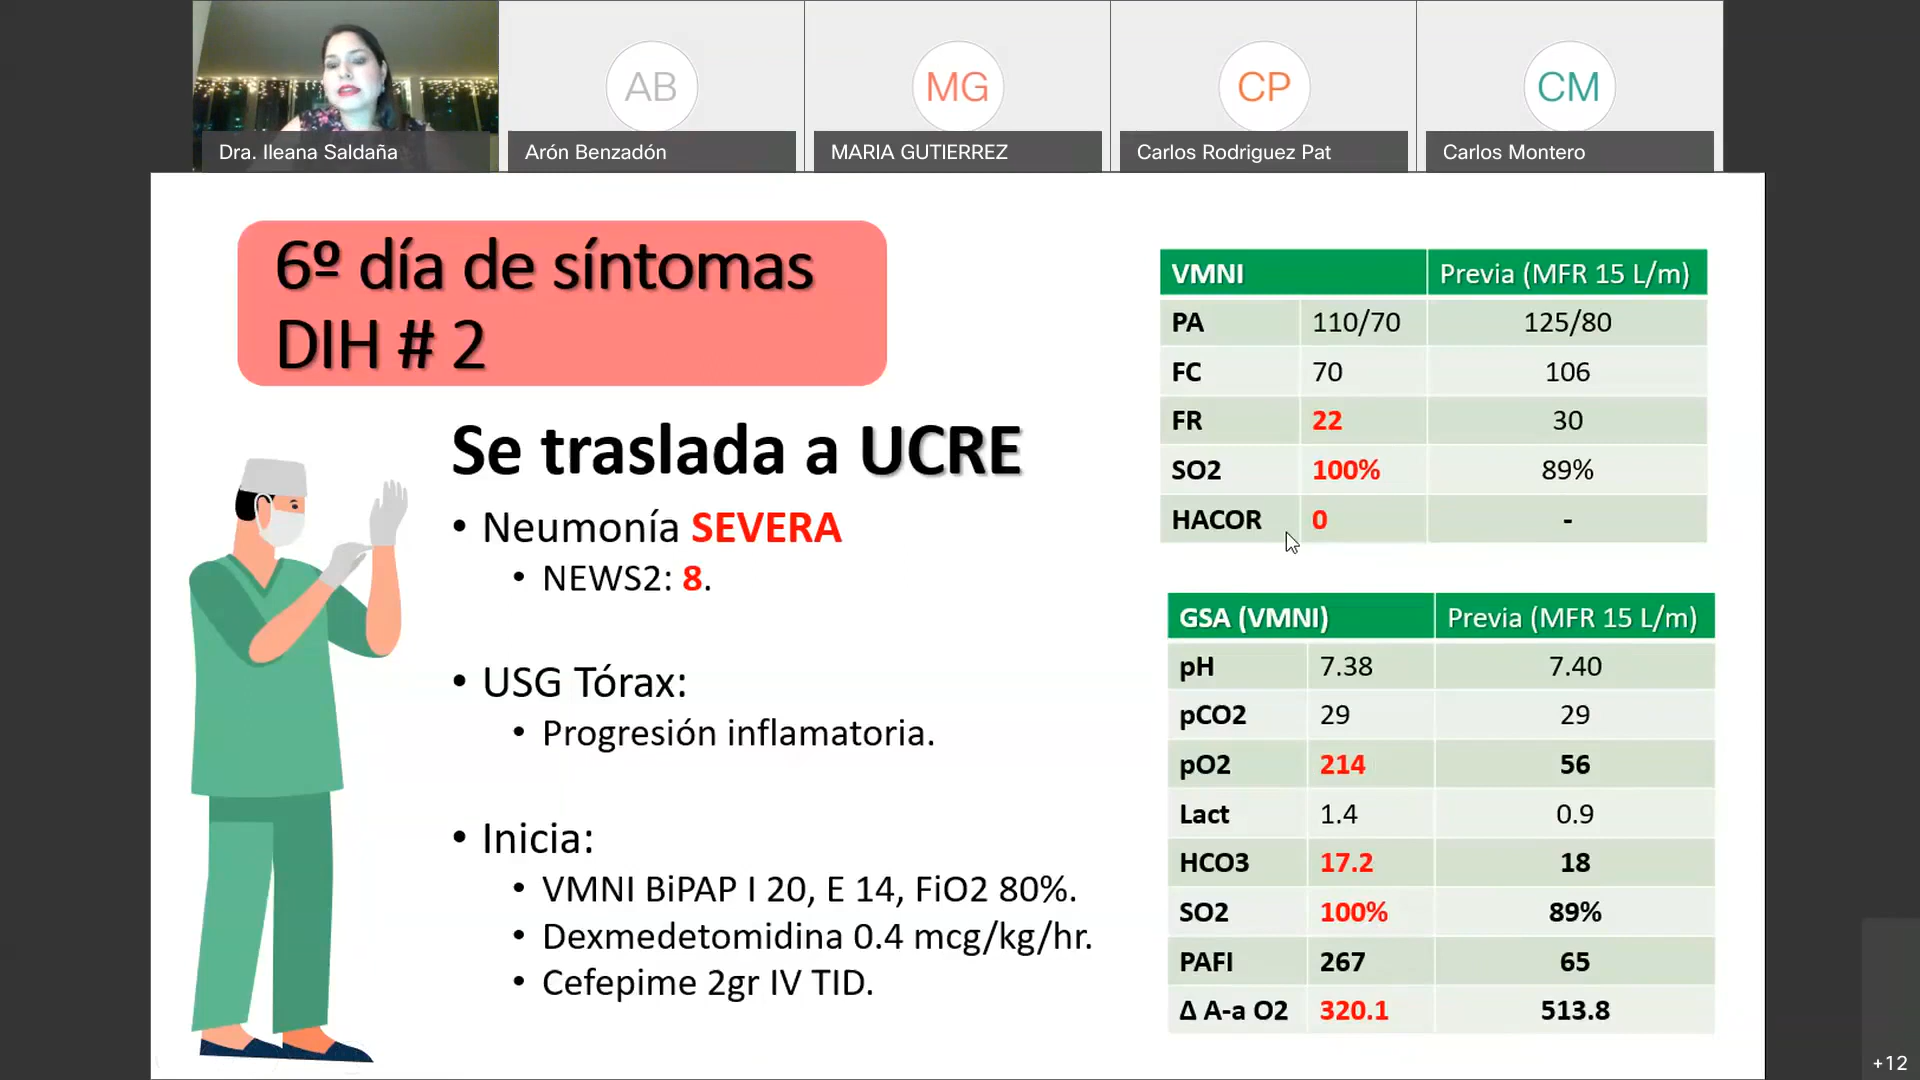 AB
MG
CP
CM
Dra. Ileana Saldaña
Arón Benzadón
MARIA GUTIERREZ
Carlos Rodriguez Pat
Carlos Montero
6º día de síntomas
DIH # 2
Se traslada a UCRE
• Neumonía SEVERA
• NEWS2: 8.
• USG Tórax:
• Progresión inflamatoria.
• Inicia:
• VMNI BiPAP I 20, E 14, FiO2 80%.
• Dexmedetomidina 0.4 mcg/kg/hr.
• Cefepime 2gr IV TID.
VMNI Previa (MFR 15 L/m)
PA 110/70 125/80
FC 70 106
FR 22 30
SO2 100% 89%
HACOR 0 -
GSA (VMNI) Previa (MFR 15 L/m)
pH 7.38 7.40
pCO2 29 29
pO2 214 56
Lact 1.4 0.9
HCO3 17.2 18
SO2 100% 89%
PAFI 267 65
Δ A-a O2 320.1 513.8
+12